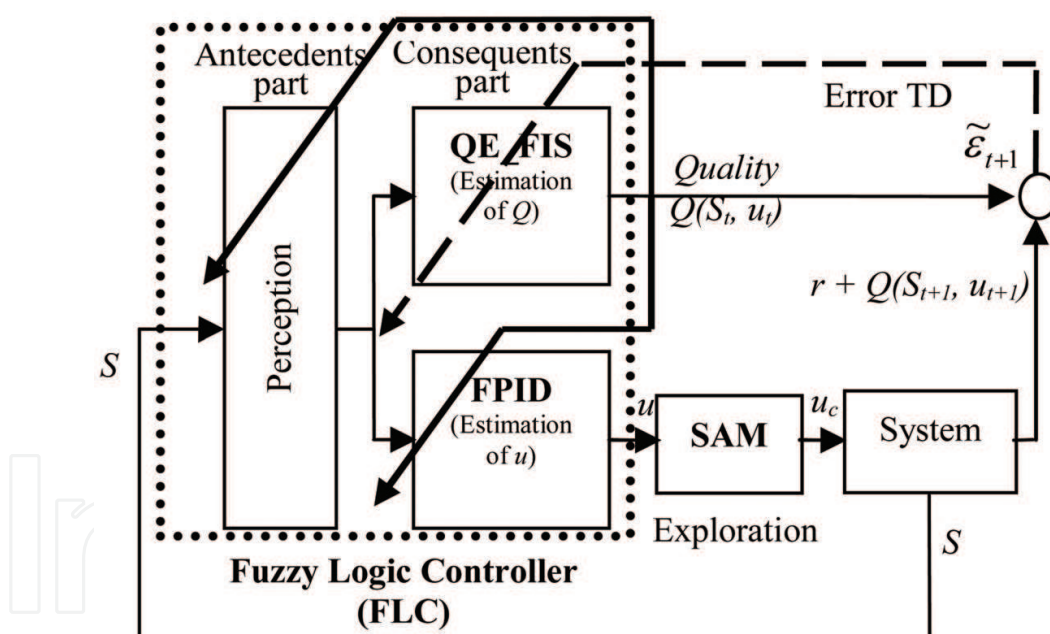 Antecedents
part
Consequents
part
Error TD
ε̃ₜ₊₁
QE_FIS
(Estimation
of Q)
Quality
Q(Sₜ, uₜ)
r + Q(Sₜ₊₁, uₜ₊₁)
Perception
S
FPID
(Estimation
of u)
u
SAM
u_c
System
Exploration
S
Fuzzy Logic Controller
(FLC)